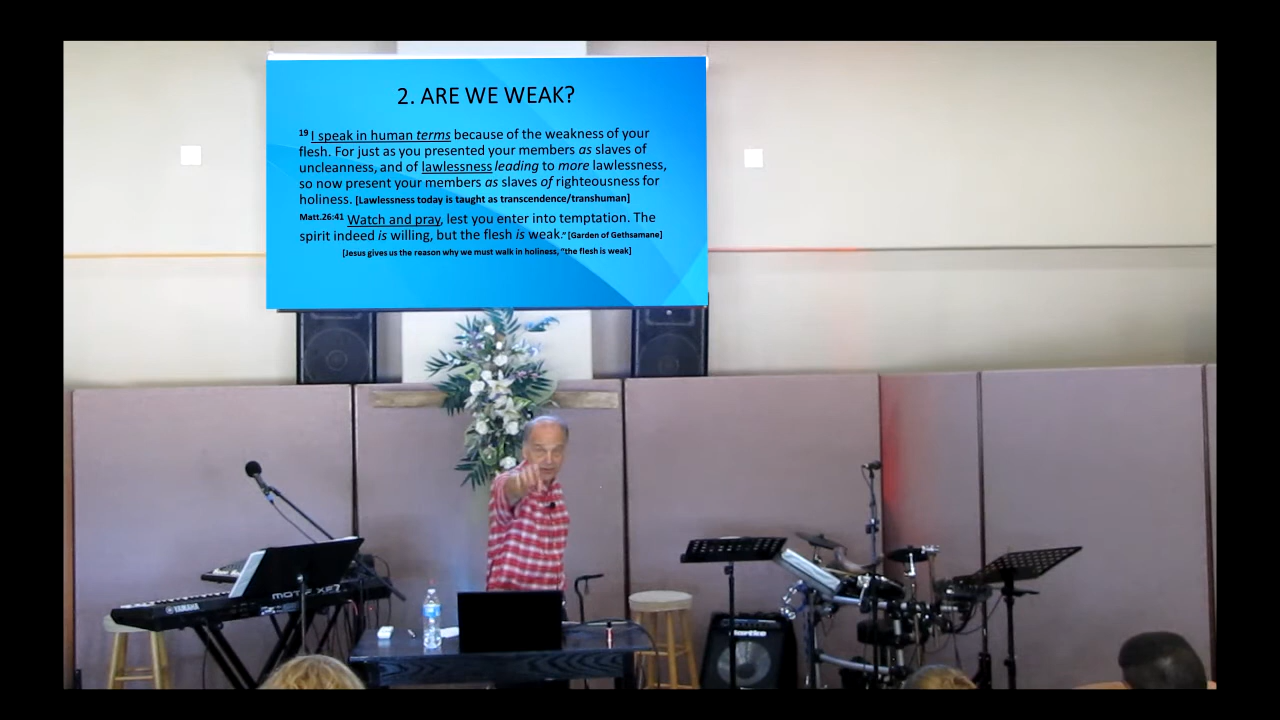 2. ARE WE WEAK?
19 I speak in human terms because of the weakness of your
flesh. For just as you presented your members as slaves of
uncleanness, and of lawlessness leading to more lawlessness,
so now present your members as slaves of righteousness for
holiness. [Lawlessness today is taught as transcendence/transhuman]
Matt.26:41 Watch and pray, lest you enter into temptation. The
spirit indeed is willing, but the flesh is weak." [Garden of Gethsamane]
[Jesus gives us the reason why we must walk in holiness, "the flesh is weak]
YAMAHA
MOTIF XF7
hartke